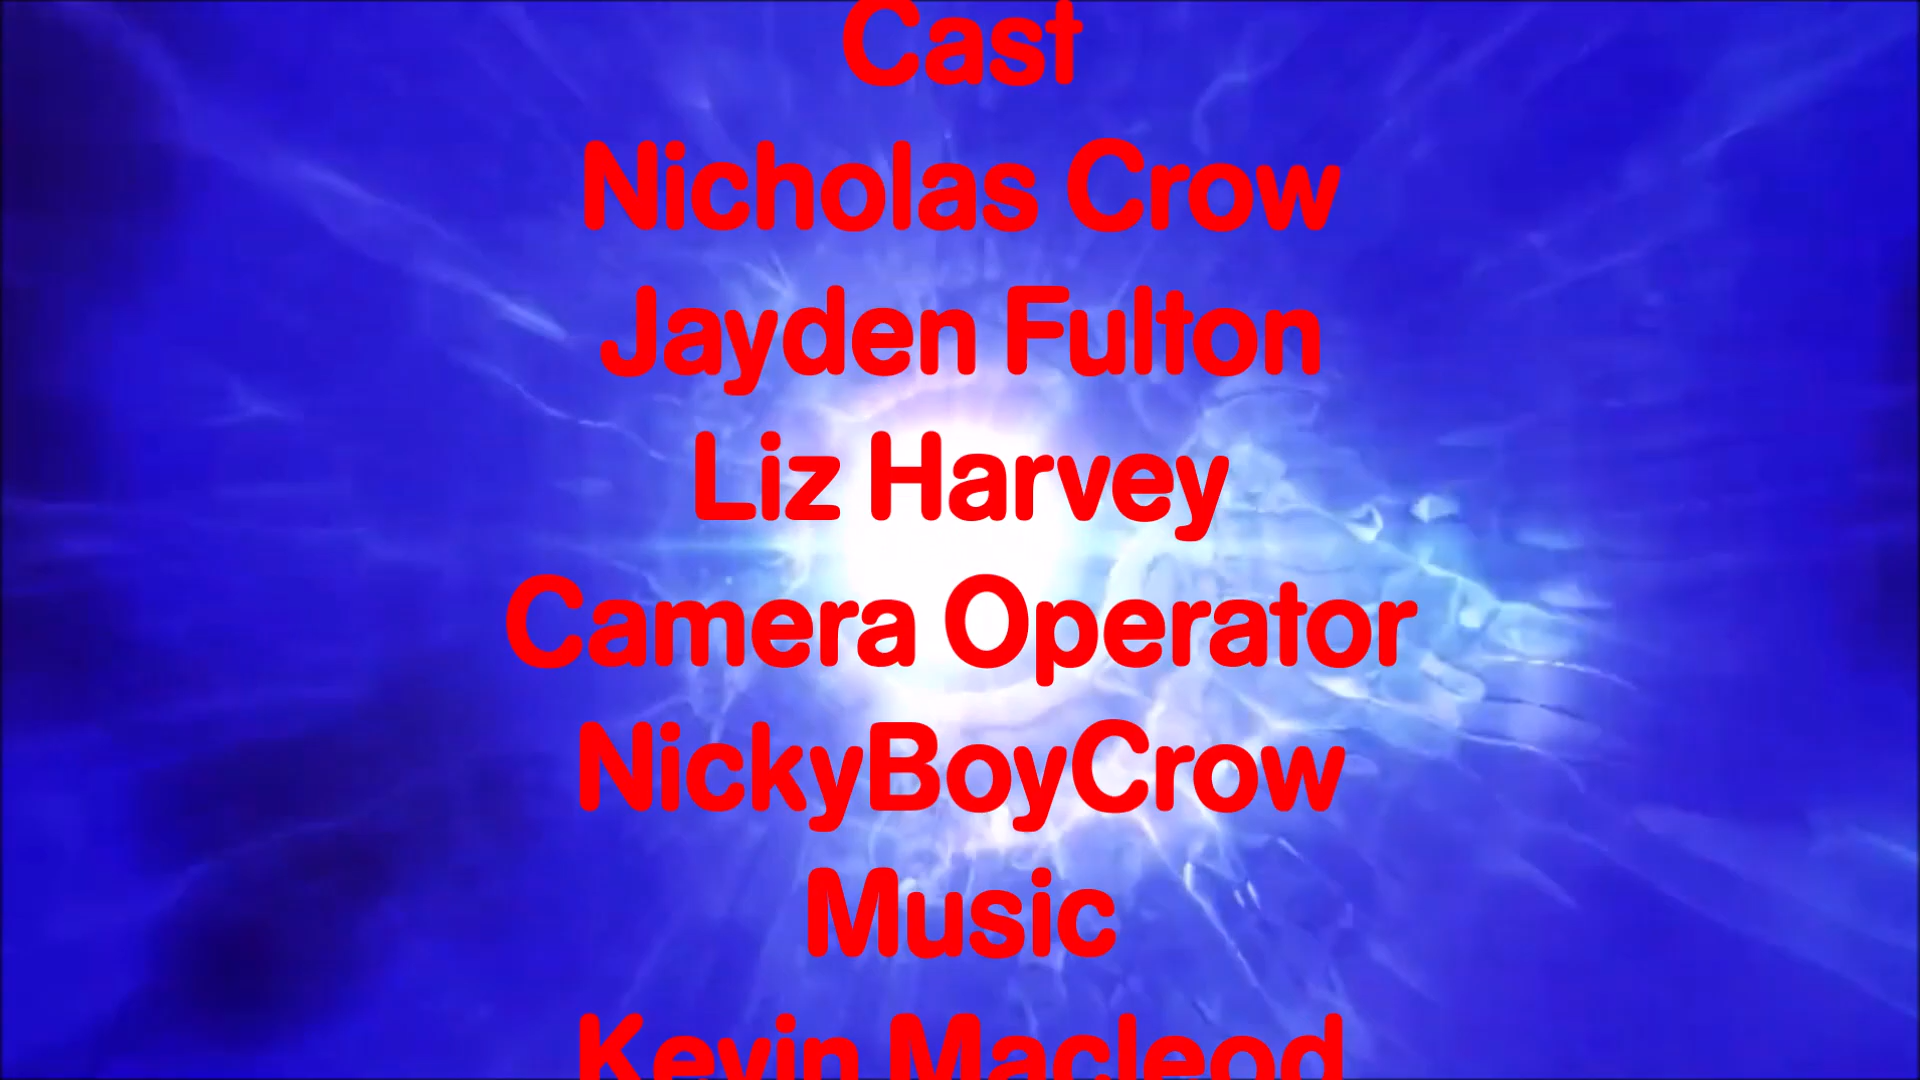 Cast
Nicholas Crow
Jayden Fulton
Liz Harvey
Camera Operator
NickyBoyCrow
Music
Kevin Macleod